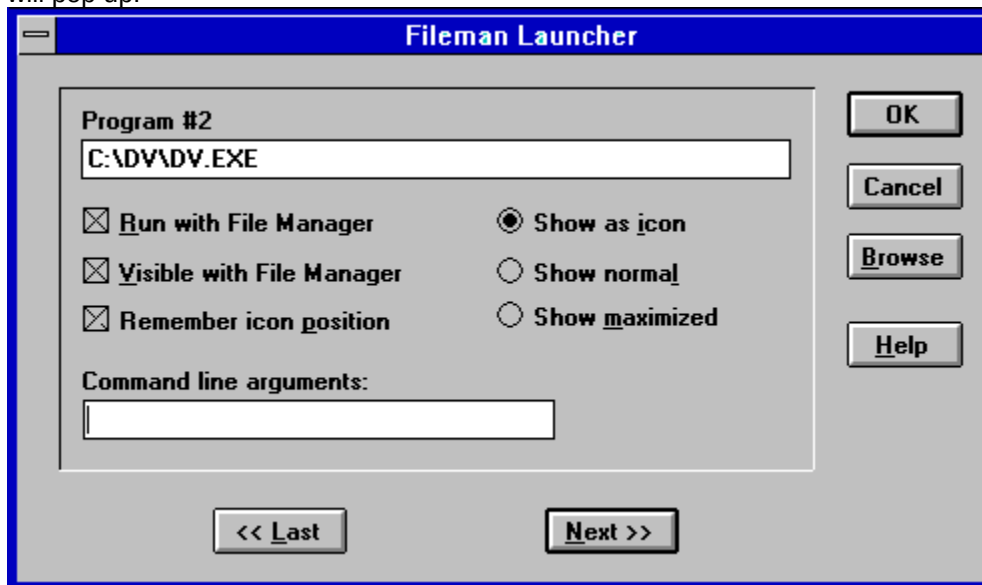 will pop up:
Fileman Launcher
Program #2
OK
C:\DV\DV.EXE
Cancel
Run with File Manager
Show as icon
Visible with File Manager
Show normal
Browse
Remember icon position
Show maximized
Help
Command line arguments:
<< Last
Next >>